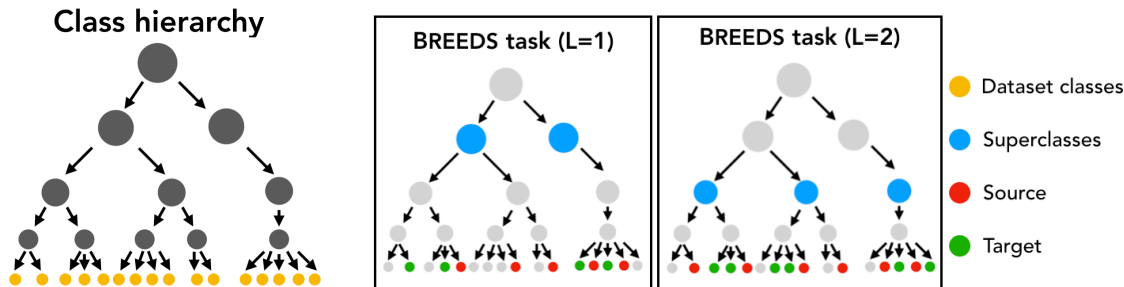 Class hierarchy
BREEDS task (L=1)
BREEDS task (L=2)
Dataset classes
Superclasses
Source
Target